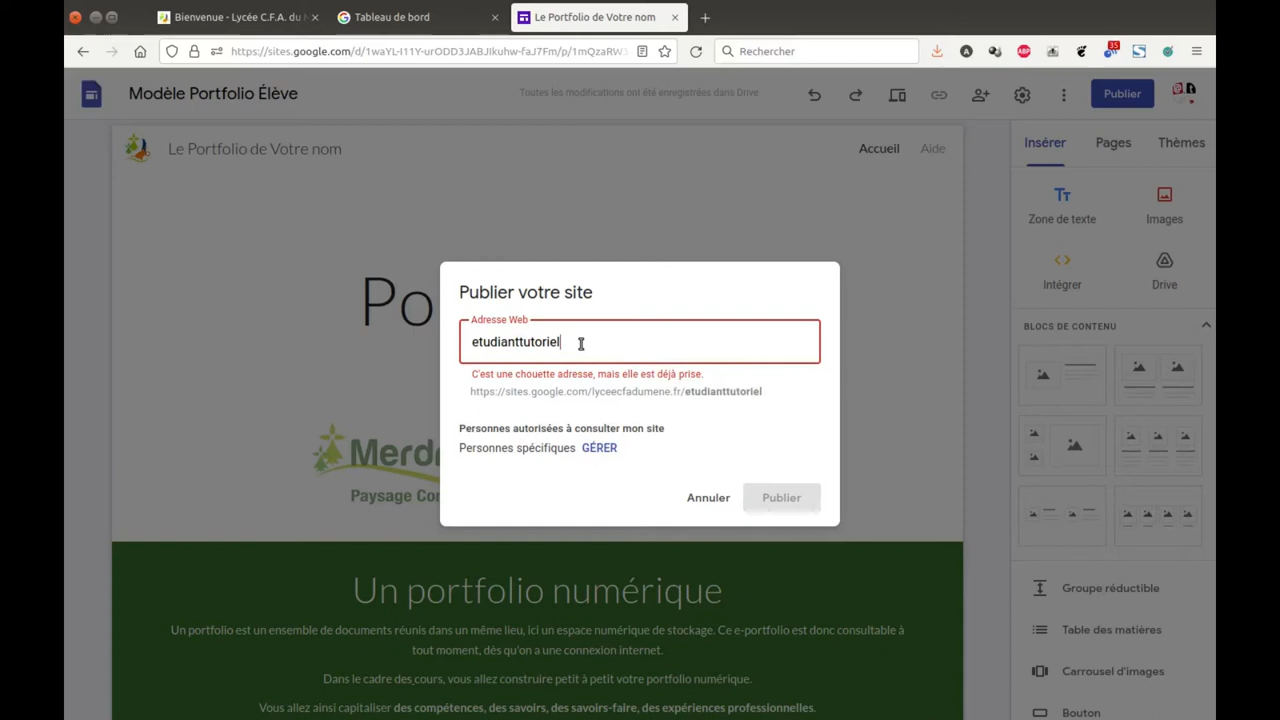 Bienvenue - Lycée C.F.A. du
Tableau de bord
Le Portfolio de Votre nom
https://sites.google.com/d/1waYL-I11Y-urODD3JABJIkuhw-faJ7Fm/p/1mQzaRW3
Rechercher
ABP
35
Modèle Portfolio Élève
Toutes les modifications ont été enregistrées dans Drive
Publier
Le Portfolio de Votre nom
Accueil
Aide
Insérer
Pages
Thèmes
Zone de texte
Images
Intégrer
Drive
BLOCS DE CONTENU
Po
Merd
Paysage Co
Publier votre site
Adresse Web
etudianttutoriel
C'est une chouette adresse, mais elle est déjà prise.
https://sites.google.com/lyceecfadumene.fr/etudianttutoriel
Personnes autorisées à consulter mon site
Personnes spécifiques GÉRER
Annuler
Publier
Un portfolio numérique
Un portfolio est un ensemble de documents réunis dans un même lieu, ici un espace numérique de stockage. Ce e-portfolio est donc consultable à
tout moment, dès qu'on a une connexion internet.
Dans le cadre des cours, vous allez construire petit à petit votre portfolio numérique.
Vous allez ainsi capitaliser des compétences, des savoirs, des savoirs-faire, des expériences professionnelles.
Groupe réductible
Table des matières
Carrousel d'images
Bouton